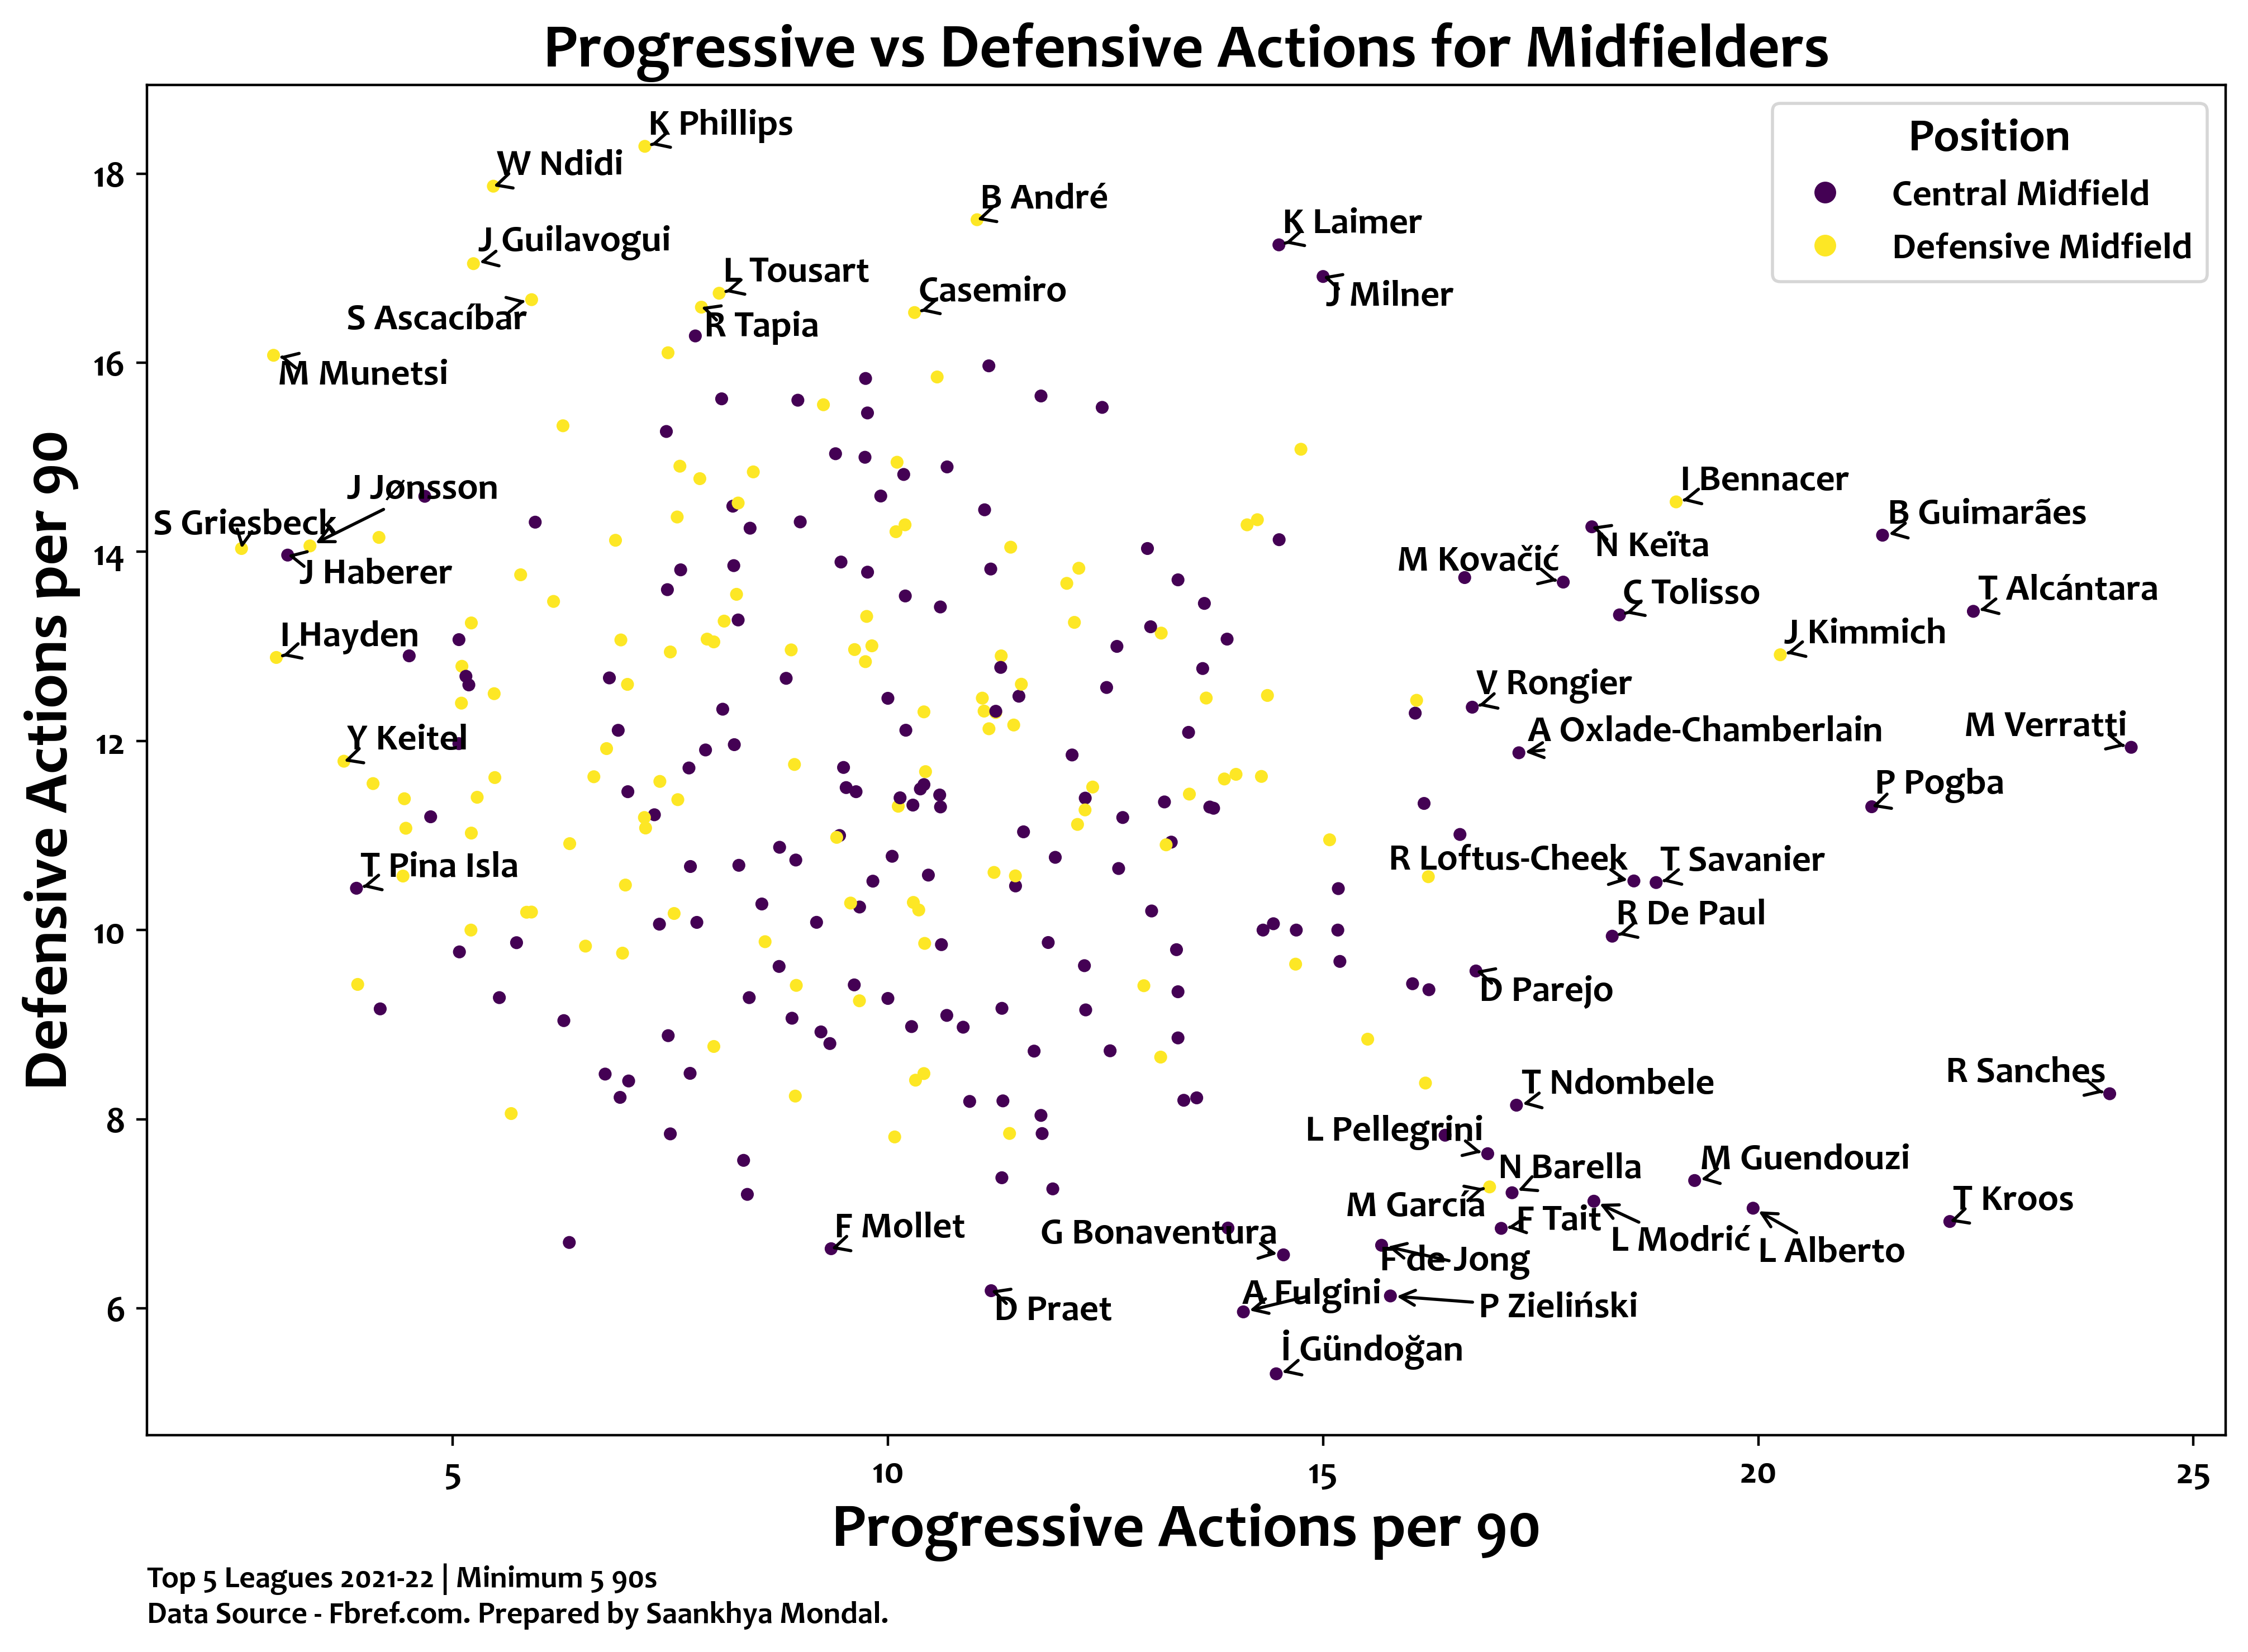 Progressive vs Defensive Actions for Midfielders
Position
Central Midfield
Defensive Midfield
Defensive Actions per 90
18
16
14
12
10
8
6
K Phillips
W Ndidi
B André
K Laimer
J Guilavogui
L Tousart
Casemiro
J Milner
S Ascacíbar
R Tapia
M Munetsi
J Jønsson
I Bennacer
S Griesbeck
B Guimarães
N Keïta
M Kovačić
J Haberer
C Tolisso
T Alcántara
I Hayden
J Kimmich
V Rongier
Y Keitel
A Oxlade-Chamberlain
M Verratti
P Pogba
T Pina Isla
R Loftus-Cheek
T Savanier
R De Paul
D Parejo
R Sanches
T Ndombele
L Pellegrini
N Barella
M Guendouzi
M García
T Kroos
F Tait
F Mollet
G Bonaventura
L Modrić
L Alberto
F de Jong
A Fulgini
D Praet
P Zieliński
İ Gündoğan
5
10
15
20
25
Progressive Actions per 90
Top 5 Leagues 2021-22 | Minimum 5 90s
Data Source - Fbref.com. Prepared by Saankhya Mondal.